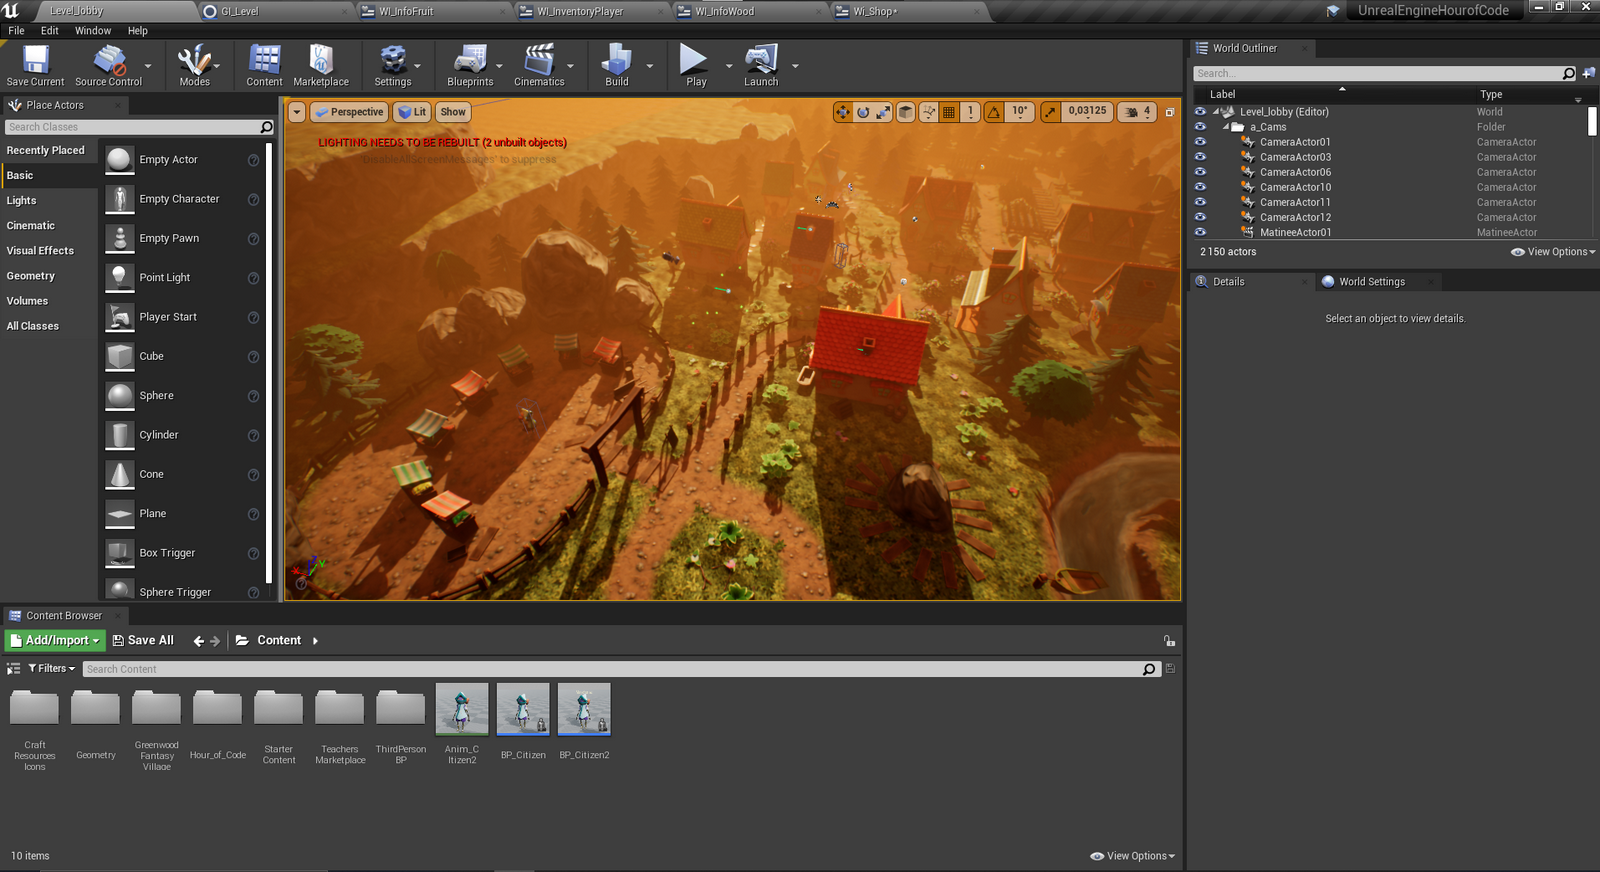 Level_lobby
GI_Level
WI_InfoFruit
WI_InventoryPlayer
WI_InfoWood
Wi_Shop•
UnrealEngineHourofCode
File Edit Window Help
Save Current
Source Control
Modes
Content
Marketplace
Settings
Blueprints
Cinematics
Build
Play
Launch
Place Actors
Search Classes
Recently Placed
Basic
Lights
Cinematic
Visual Effects
Geometry
Volumes
All Classes
Empty Actor
Empty Character
Empty Pawn
Point Light
Player Start
Cube
Sphere
Cylinder
Cone
Plane
Box Trigger
Sphere Trigger
Perspective
Lit
Show
1
10°
0,03125
4
LIGHTING NEEDS TO BE REBUILT (2 unbuilt objects)
'DisableAllScreenMessages' to suppress
X
Z
Y
World Outliner
Search...
Label Type
Level_lobby (Editor) World
a_Cams Folder
CameraActor01 CameraActor
CameraActor03 CameraActor
CameraActor06 CameraActor
CameraActor10 CameraActor
CameraActor11 CameraActor
CameraActor12 CameraActor
MatineeActor01 MatineeActor
2 150 actors
View Options
Details
World Settings
Select an object to view details.
Content Browser
Add/Import
Save All
Content
Filters
Search Content
Craft
Resources
Icons
Geometry
Greenwood
Fantasy
Village
Hour_of_Code
Starter
Content
Teachers
Marketplace
ThirdPerson
BP
Anim_C
itizen2
BP_Citizen
BP_Citizen2
10 items
View Options